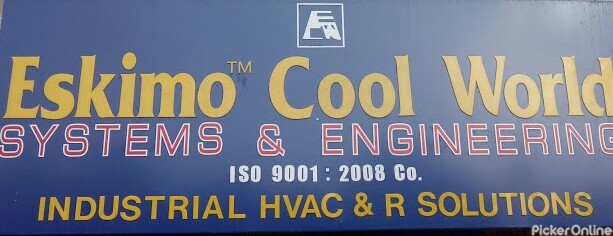 Eskimo™ Cool World
SYSTEMS & ENGINEERING
ISO 9001 : 2008 Co.
INDUSTRIAL HVAC & R SOLUTIONS
PickerOnline